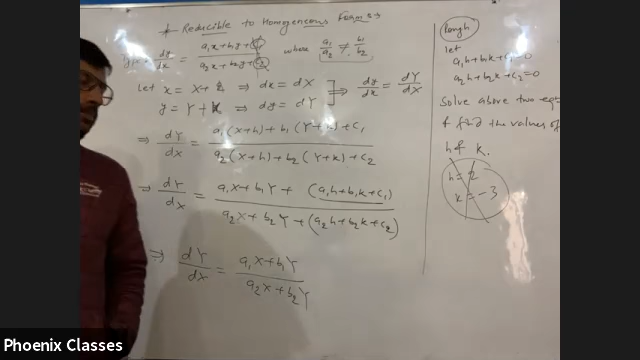 * Reducible to Homogeneous forms →
given dy/dx = (a₁x+b₁y+c₁)/(a₂x+b₂y+c₂) where a₁/a₂ ≠ b₁/b₂
Let x = X+h ⇒ dx = dX
y = Y+k ⇒ dy = dY ] ⇒ dy/dx = dY/dX
⇒ dY/dX = (a₁(X+h)+b₁(Y+k)+c₁)/(a₂(X+h)+b₂(Y+k)+c₂)
⇒ dY/dX = (a₁X+b₁Y+(a₁h+b₁k+c₁))/(a₂X+b₂Y+(a₂h+b₂k+c₂))
⇒ dY/dX = (a₁X+b₁Y)/(a₂X+b₂Y)
Rough
let
a₁h+b₁k+c₁=0
a₂h+b₂k+c₂=0
Solve above two eqn
& find the values of
h & k.
h = 2
k = -3
Phoenix Classes